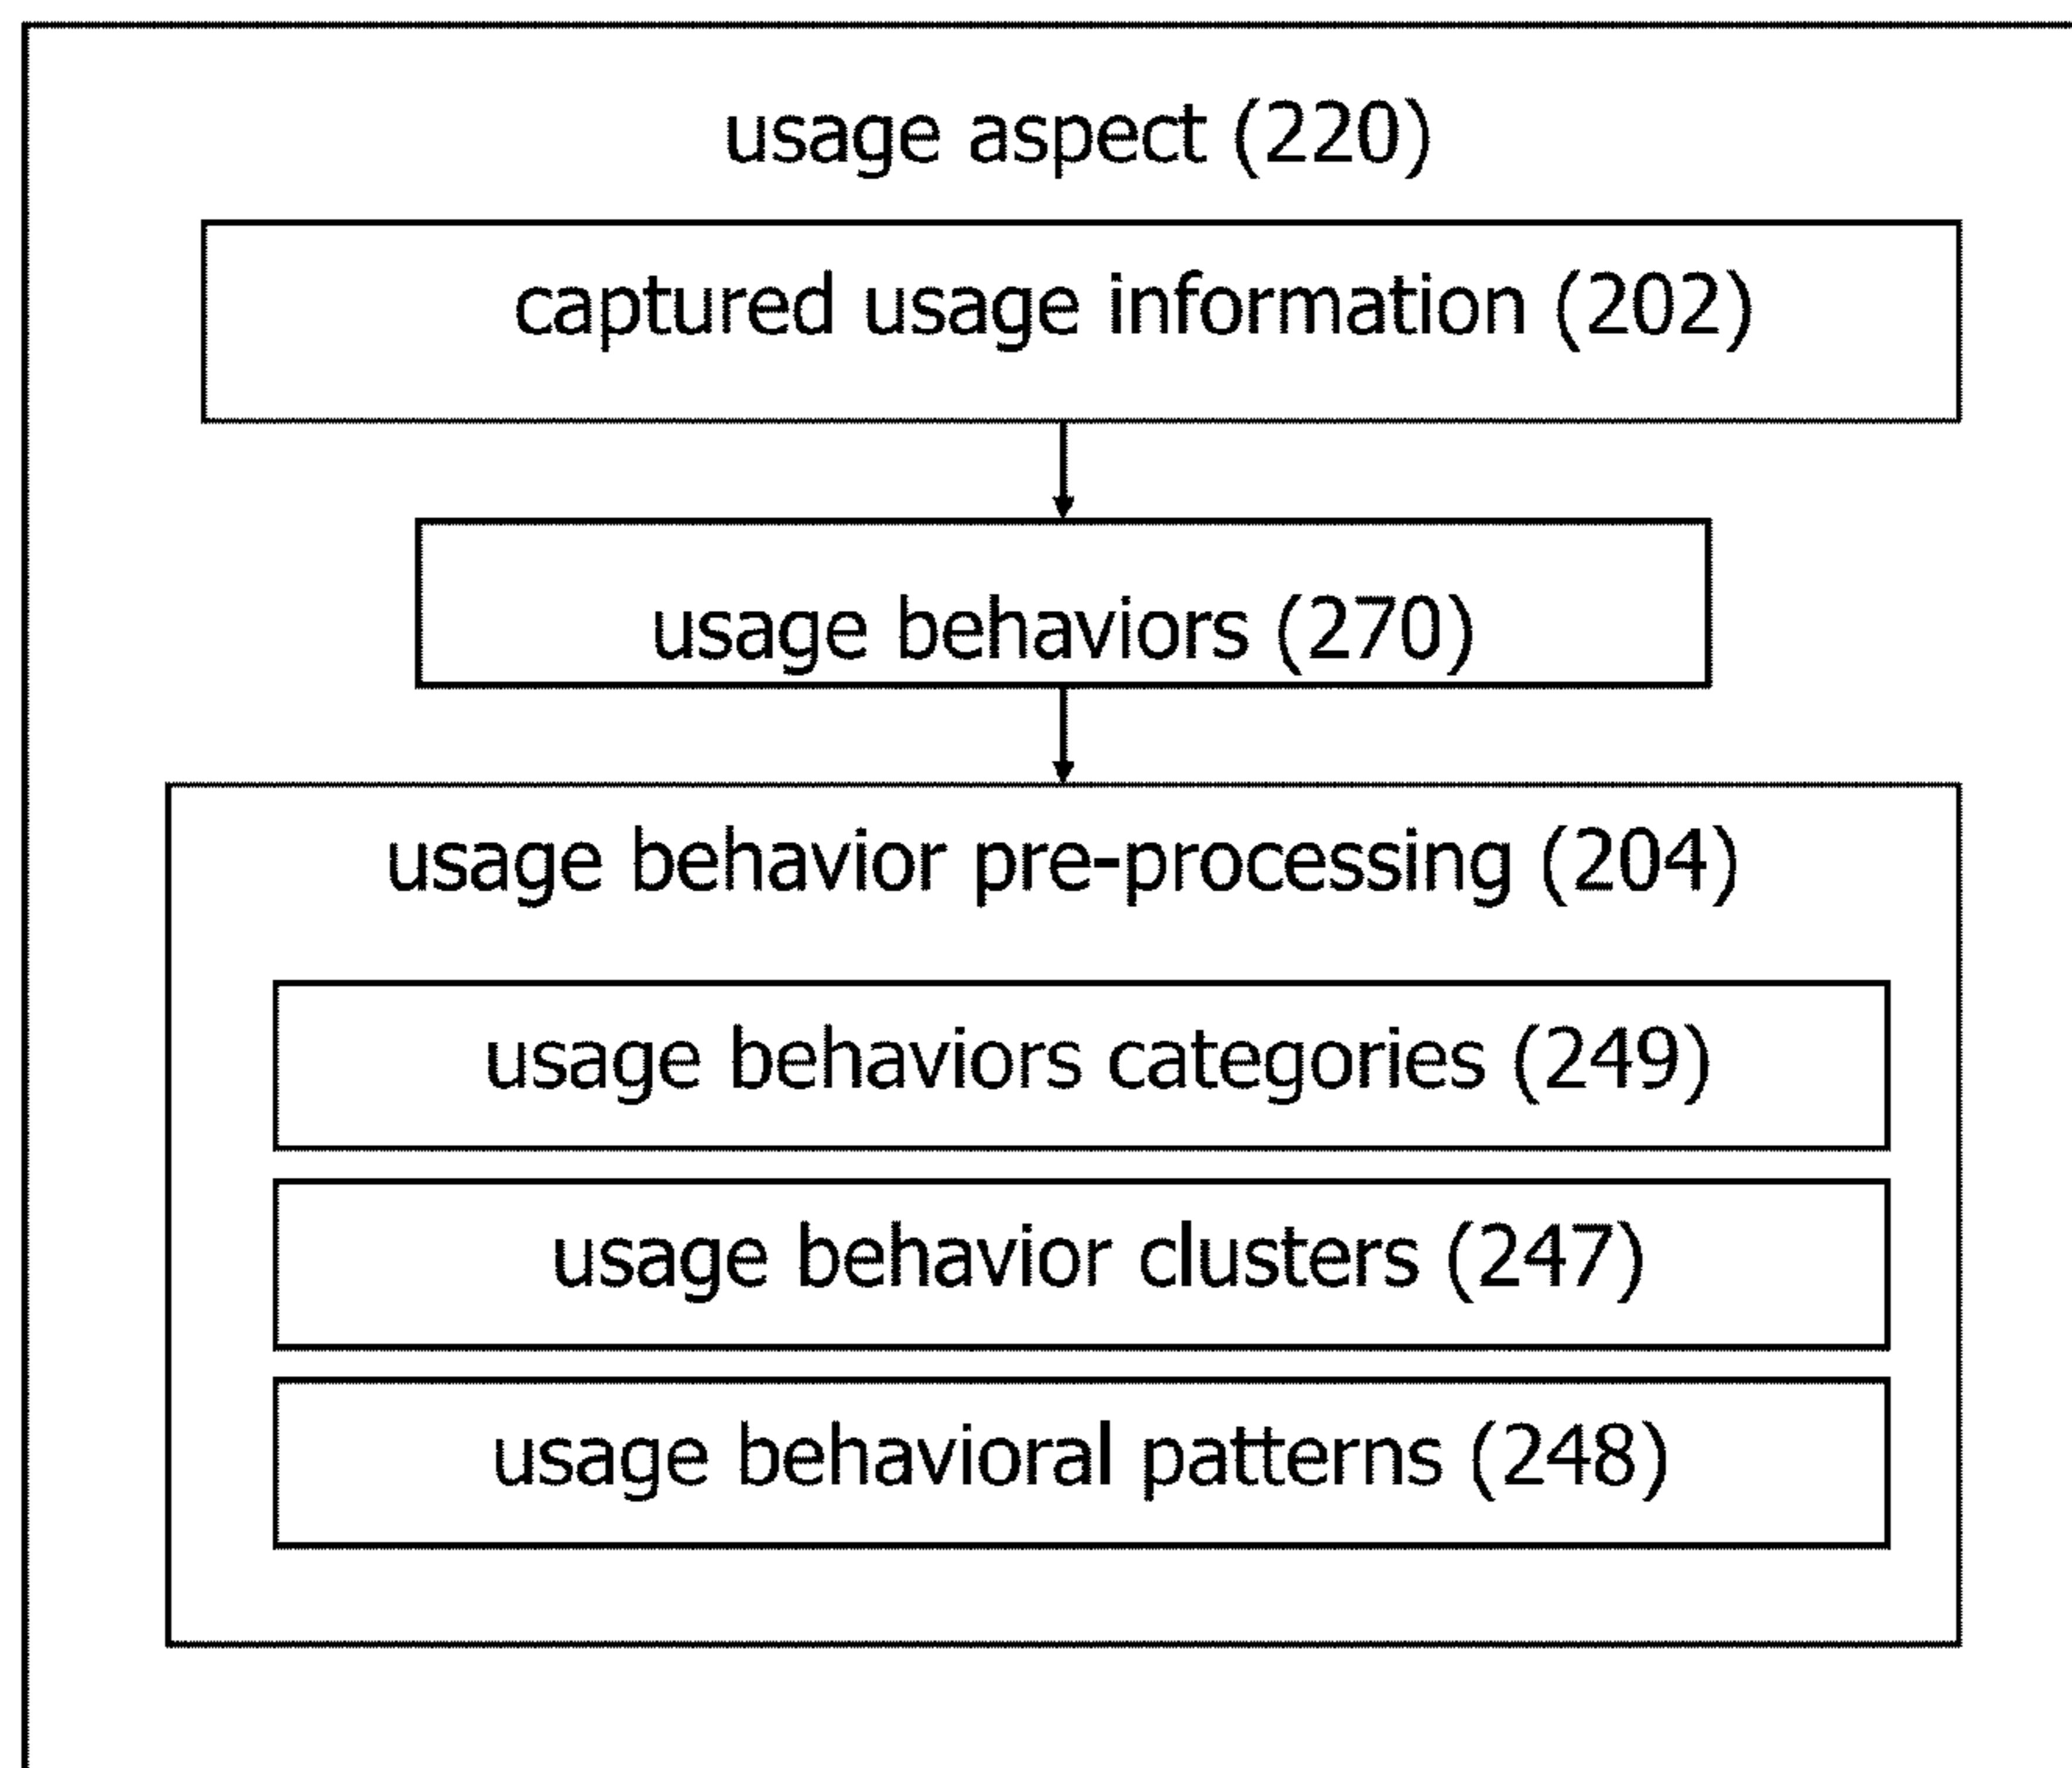 usage aspect (220)
captured usage information (202)
usage behaviors (270)
usage behavior pre-processing (204)
usage behaviors categories (249)
usage behavior clusters (247)
usage behavioral patterns (248)